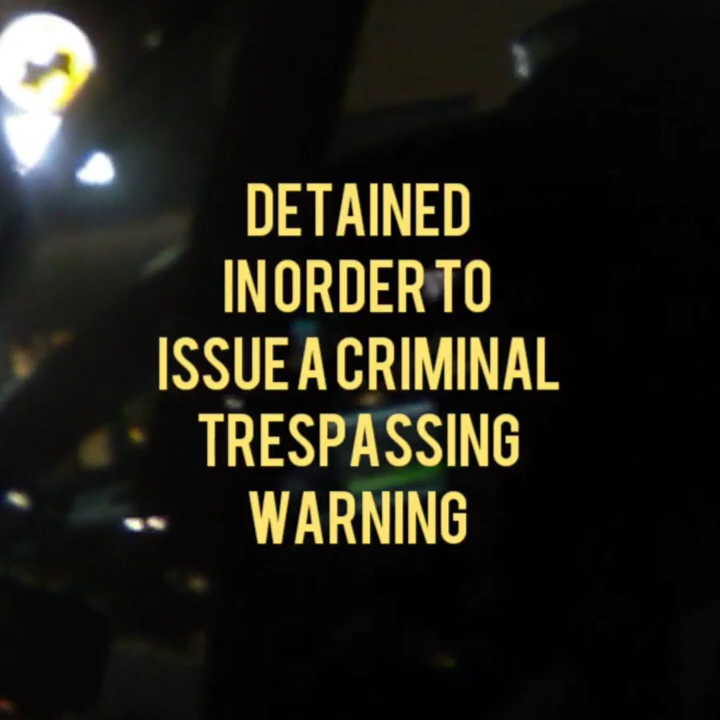 DETAINED
IN ORDER TO
ISSUE A CRIMINAL
TRESPASSING
WARNING